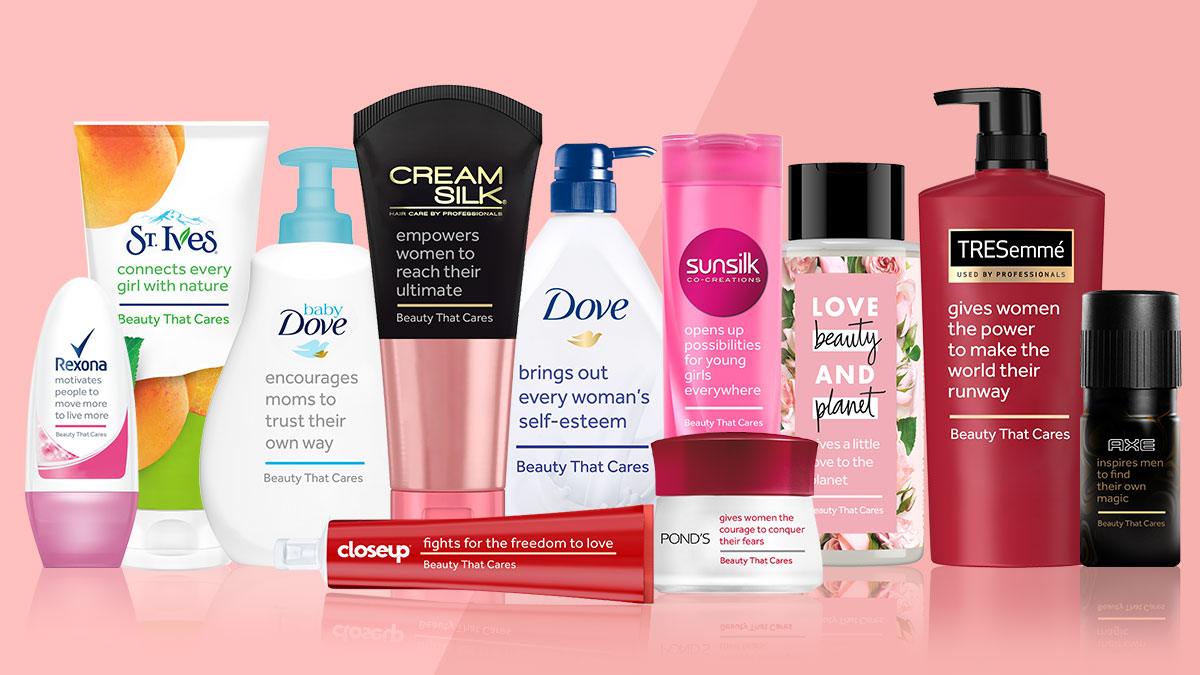 Rexona
motivates
people to
move more
to live more
Beauty That Cares
ST. IVES
connects every
girl with nature
Beauty That Cares
baby
Dove
encourages
moms to
trust their
own way
Beauty That Cares
CREAM
SILK
HAIR CARE BY PROFESSIONALS
empowers
women to
reach their
ultimate
Beauty That Cares
closeup
fights for the freedom to love
Beauty That Cares
Dove
brings out
every woman's
self-esteem
Beauty That Cares
sunsilk
CO-CREATIONS
opens up
possibilities
for young
girls
everywhere
Beauty That Cares
POND'S
gives women the
courage to conquer
their fears
Beauty That Cares
LOVE
beauty
AND
planet
gives a little
love to the
planet
Beauty That Cares
TRESemmé
USED BY PROFESSIONALS
gives women
the power
to make the
world their
runway
Beauty That Cares
AXE
inspires men
to find
their own
magic
Beauty That Cares